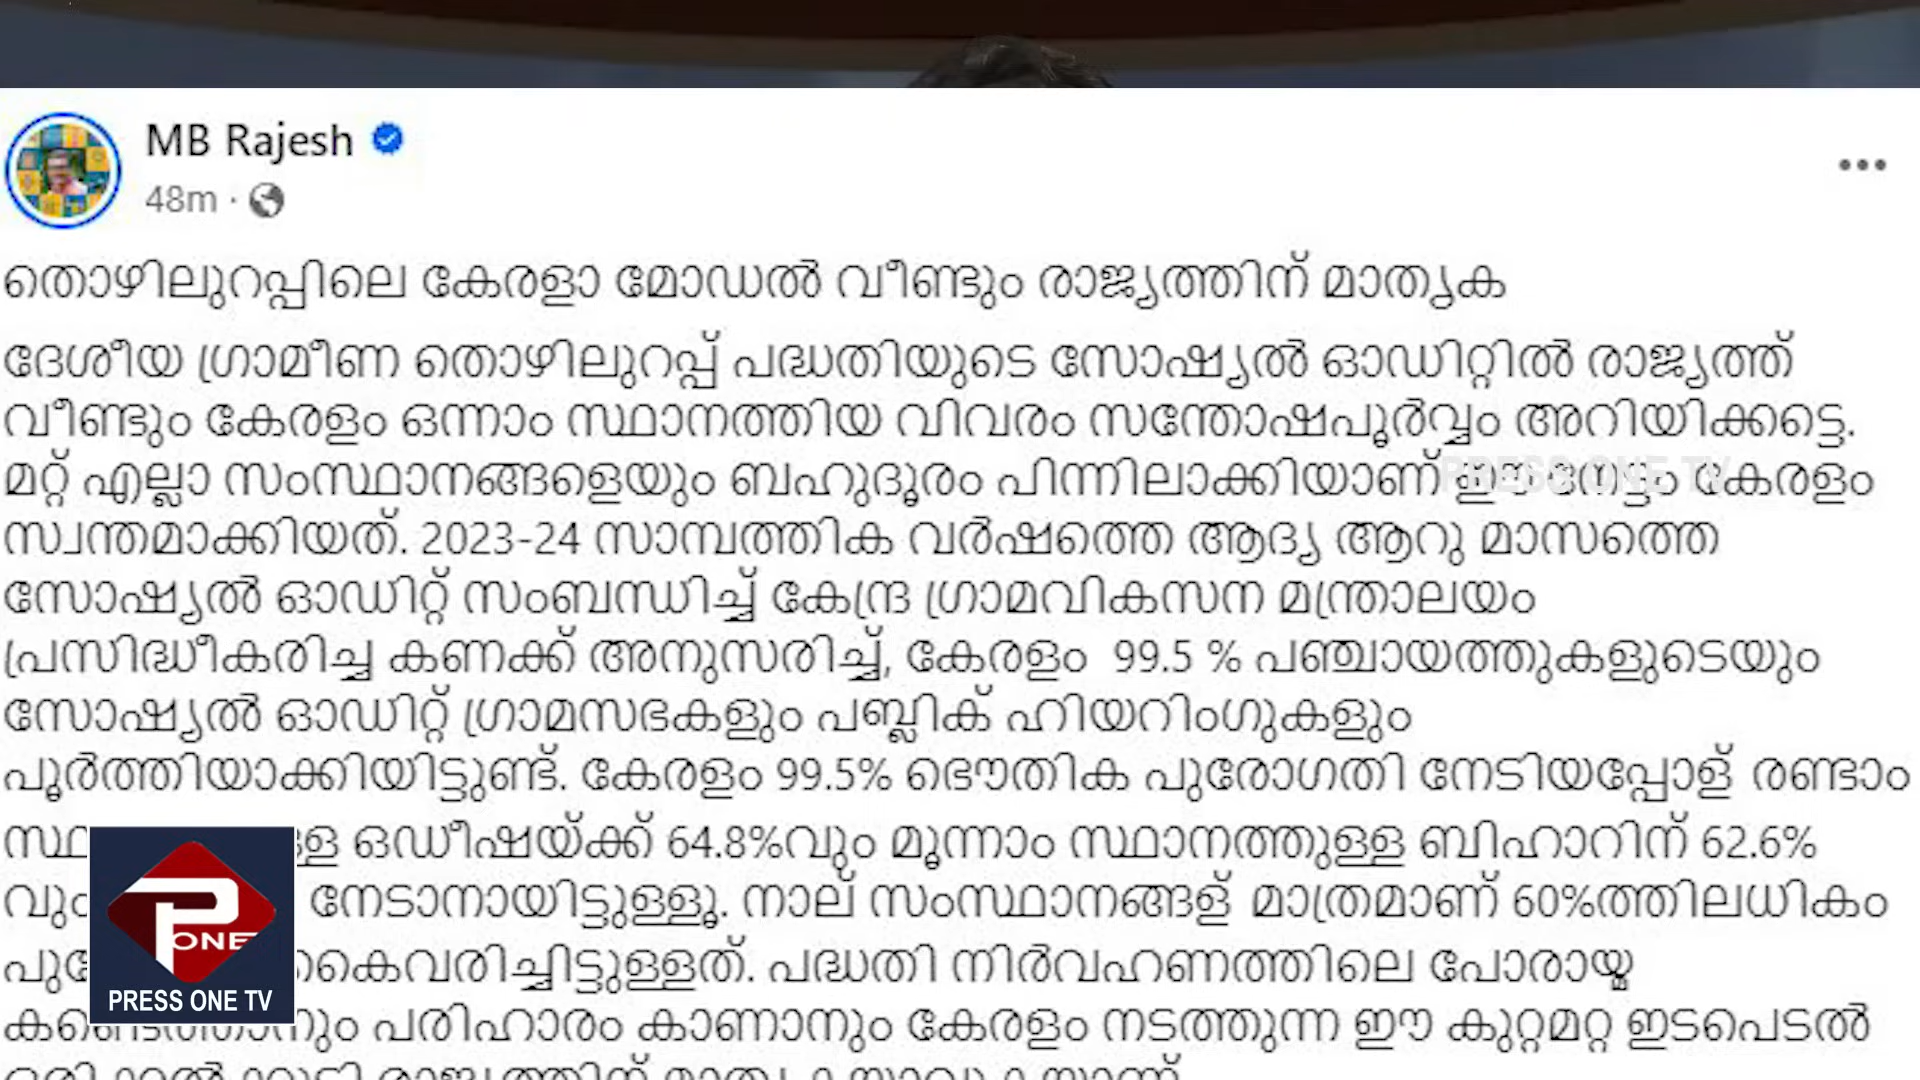 MB Rajesh
48m ·
തൊഴിലുറപ്പിലെ കേരളാ മോഡൽ വീണ്ടും രാജ്യത്തിന് മാതൃക
ദേശീയ ഗ്രാമീണ തൊഴിലുറപ്പ് പദ്ധതിയുടെ സോഷ്യൽ ഓഡിറ്റിൽ രാജ്യത്ത്
വീണ്ടും കേരളം ഒന്നാം സ്ഥാനത്തിയ വിവരം സന്തോഷപൂർവ്വം അറിയിക്കട്ടെ.
മറ്റ് എല്ലാ സംസ്ഥാനങ്ങളെയും ബഹുദൂരം പിന്നിലാക്കിയാണ് ഈ നേട്ടം കേരളം
PRESS ONE TV
സ്വന്തമാക്കിയത്. 2023-24 സാമ്പത്തിക വർഷത്തെ ആദ്യ ആറു മാസത്തെ
സോഷ്യൽ ഓഡിറ്റ് സംബന്ധിച്ച് കേന്ദ്ര ഗ്രാമവികസന മന്ത്രാലയം
പ്രസിദ്ധീകരിച്ച കണക്ക് അനുസരിച്ച്, കേരളം 99.5 % പഞ്ചായത്തുകളുടെയും
സോഷ്യൽ ഓഡിറ്റ് ഗ്രാമസഭകളും പബ്ലിക് ഹിയറിംഗുകളും
പൂർത്തിയാക്കിയിട്ടുണ്ട്. കേരളം 99.5% ഭൌതിക പുരോഗതി നേടിയപ്പോള് രണ്ടാം
ഒഡീഷയ്ക്ക് 64.8%വും മൂന്നാം സ്ഥാനത്തുള്ള ബിഹാറിന് 62.6%
വും നേടാനായിട്ടുള്ളൂ. നാല് സംസ്ഥാനങ്ങള് മാത്രമാണ് 60%ത്തിലധികം
കൈവരിച്ചിട്ടുള്ളത്. പദ്ധതി നിർവഹണത്തിലെ പോരായ്മ
കണ്ടെത്താനും പരിഹാരം കാണാനും കേരളം നടത്തുന്ന ഈ കുറ്റമറ്റ ഇടപെടൽ
P ONE
PRESS ONE TV